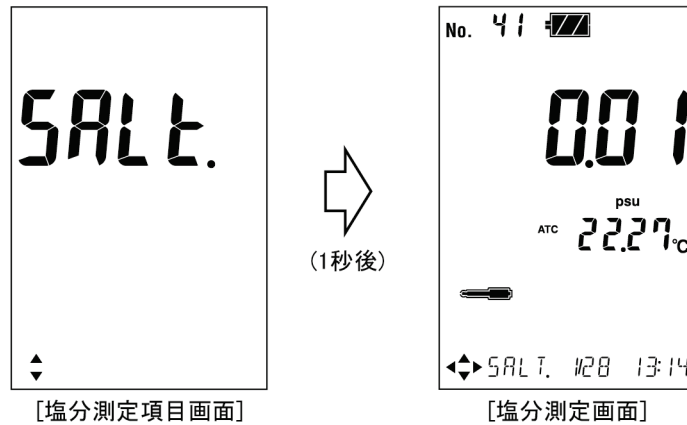 SALt.
(1秒後)
[塩分測定項目画面]
No. 41
0.01
psu
ATC 22.27℃
SALT. 1/28 13:14
[塩分測定画面]